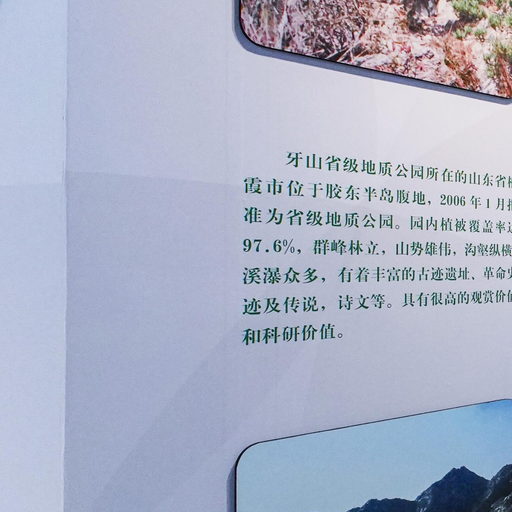 牙山省级地质公园所在的山东省
霞市位于胶东半岛腹地，2006年1月
准为省级地质公园。园内植被覆盖率
97.6%，群峰林立，山势雄伟，沟壑纵横
溪瀑众多，有着丰富的古迹遗址、革命
迹及传说，诗文等。具有很高的观赏价值
和科研价值。